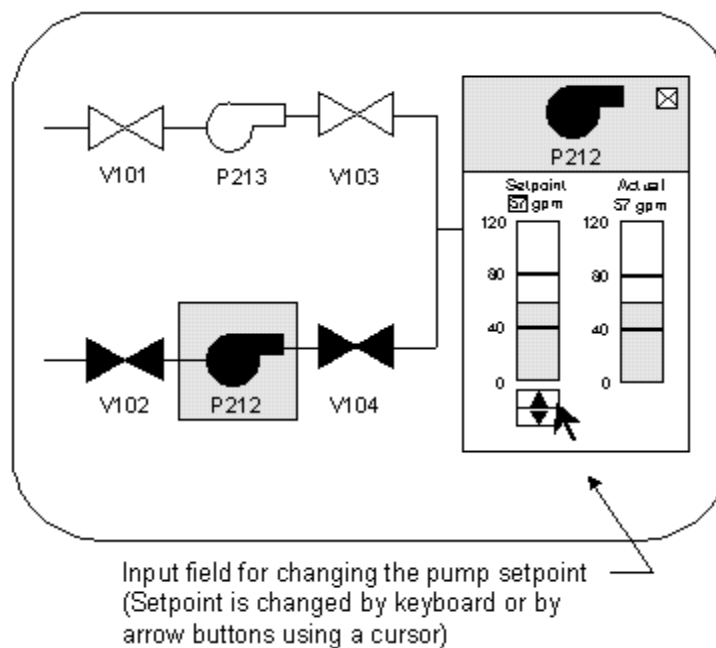 V101
P213
V103
V102
P212
V104
P212
Setpoint
57 gpm
120
80
40
0
Actual
57 gpm
120
80
40
0
Input field for changing the pump setpoint
(Setpoint is changed by keyboard or by
arrow buttons using a cursor)